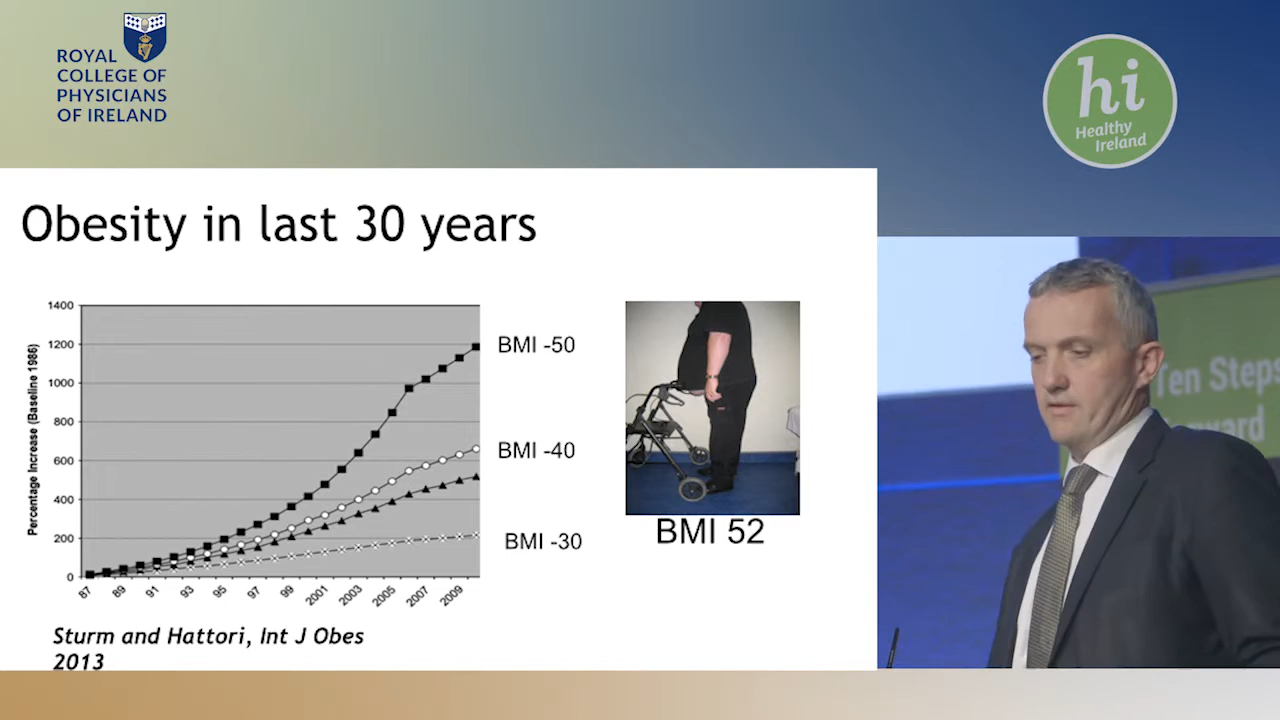 ROYAL
COLLEGE OF
PHYSICIANS
OF IRELAND
hi
Healthy
Ireland
Obesity in last 30 years
Percentage Increase (Baseline 1986)
1400
1200
1000
800
600
400
200
0
87
89
91
93
95
97
99
2001
2003
2005
2007
2009
BMI -50
BMI -40
BMI -30
BMI 52
Sturm and Hattori, Int J Obes
2013
Ten Steps